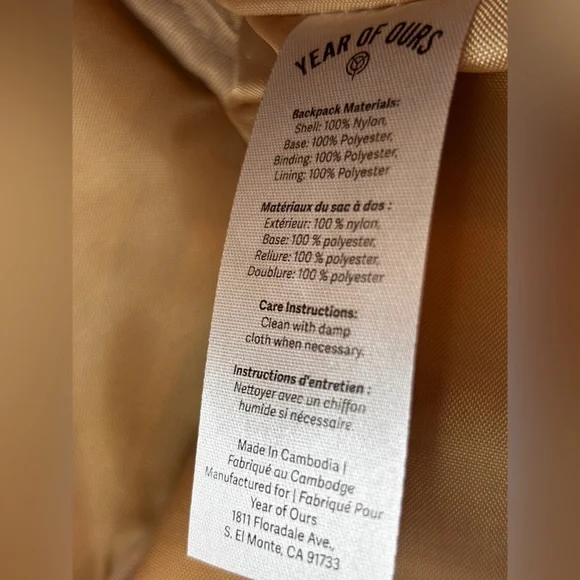 YEAR OF OURS
Backpack Materials:
Shell: 100% Nylon,
Base: 100% Polyester,
Binding: 100% Polyester,
Lining: 100% Polyester
Matériaux du sac à dos :
Extérieur: 100 % nylon,
Base: 100 % polyester,
Reliure: 100 % polyester,
Doublure: 100 % polyester
Care Instructions:
Clean with damp
cloth when necessary.
Instructions d'entretien :
Nettoyer avec un chiffon
humide si nécessaire.
Made In Cambodia |
Fabriqué au Cambodge
Manufactured for | Fabriqué Pour
Year of Ours
1811 Floradale Ave.,
S. El Monte, CA 91733